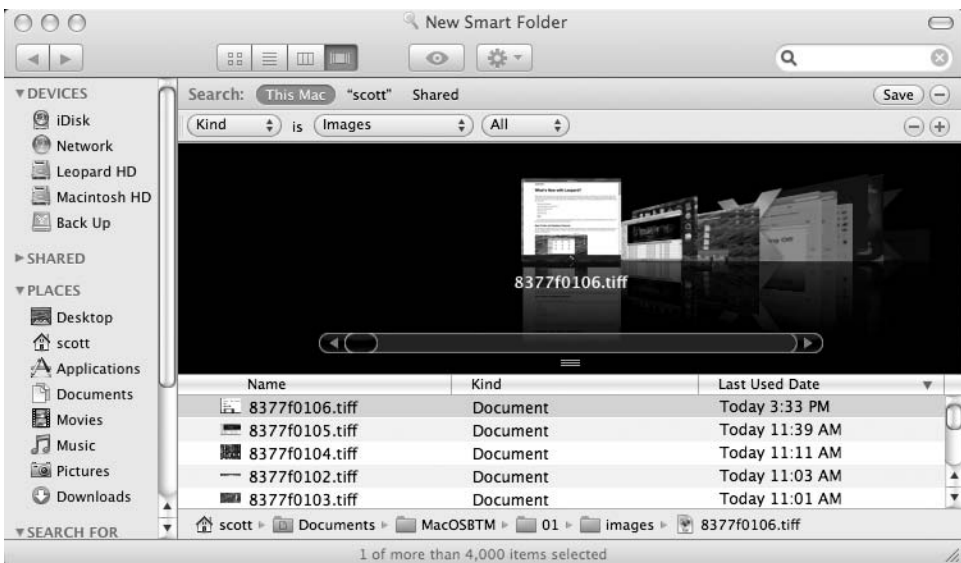 New Smart Folder
DEVICES
iDisk
Network
Leopard HD
Macintosh HD
Back Up
SHARED
PLACES
Desktop
scott
Applications
Documents
Movies
Music
Pictures
Downloads
SEARCH FOR
Search: This Mac "scott" Shared Save
Kind is Images All
What's New with Leopard?
8377f0106.tiff
Name Kind Last Used Date
8377f0106.tiff Document Today 3:33 PM
8377f0105.tiff Document Today 11:39 AM
8377f0104.tiff Document Today 11:11 AM
8377f0102.tiff Document Today 11:03 AM
8377f0103.tiff Document Today 11:01 AM
scott Documents MacOSBTM 01 images 8377f0106.tiff
1 of more than 4,000 items selected